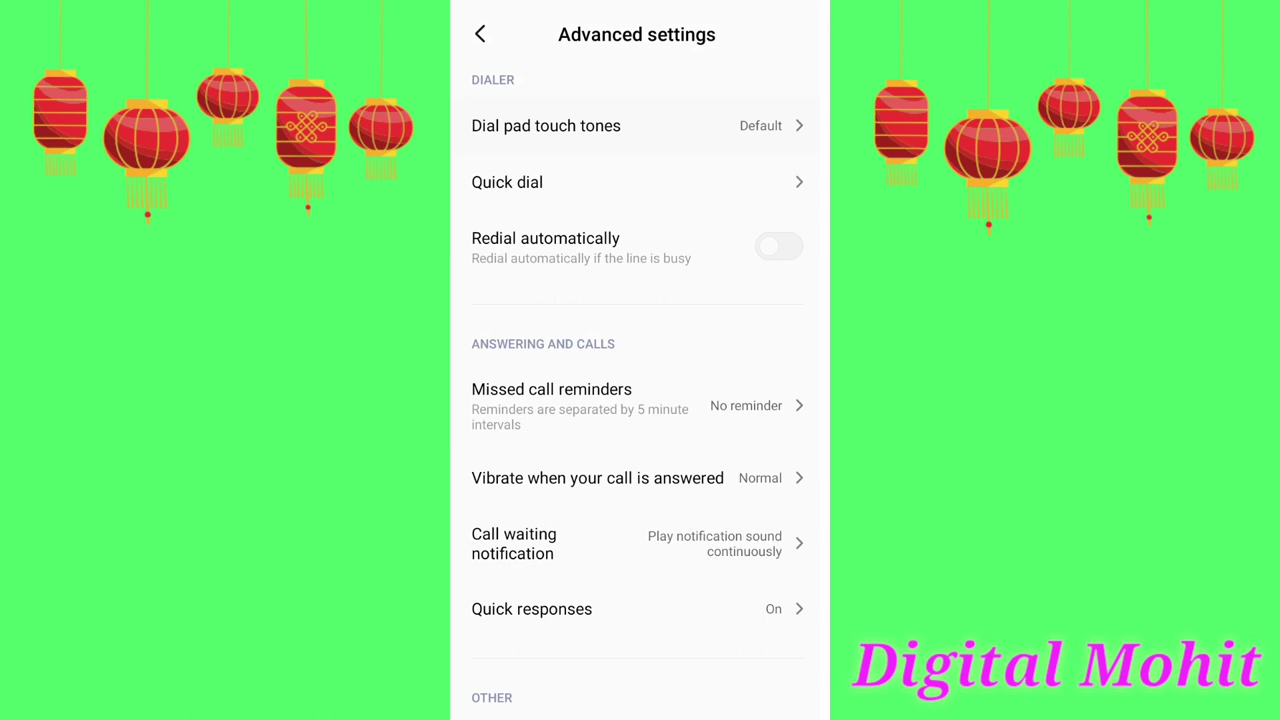 Advanced settings
DIALER
Dial pad touch tones
Default
Quick dial
Redial automatically
Redial automatically if the line is busy
ANSWERING AND CALLS
Missed call reminders
Reminders are separated by 5 minute
intervals
No reminder
Vibrate when your call is answered
Normal
Call waiting
notification
Play notification sound
continuously
Quick responses
On
OTHER
Digital Mohit